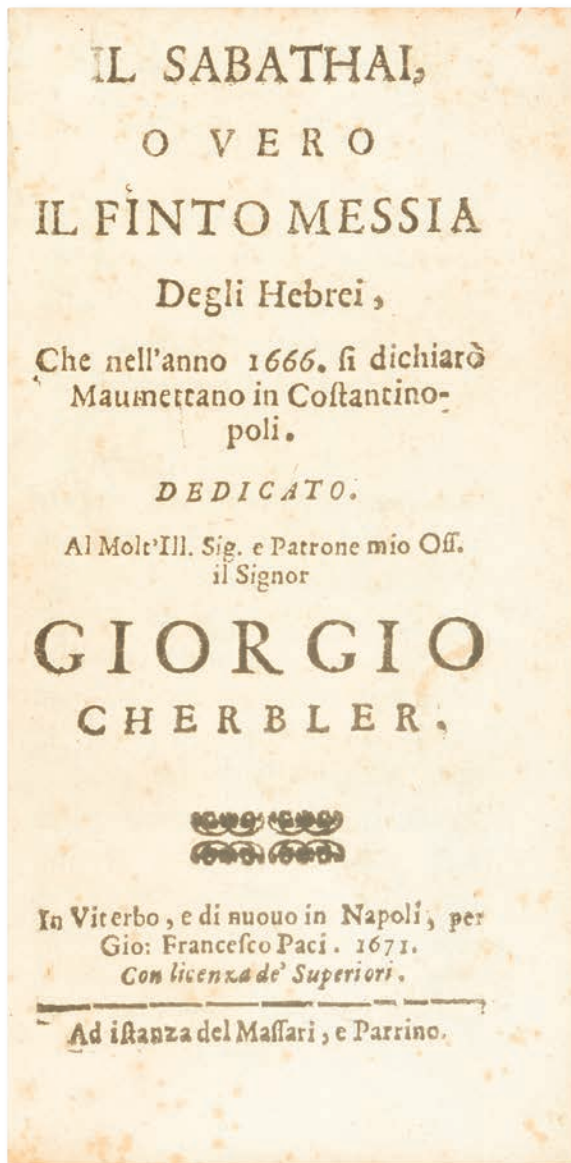 IL SABATHAI,
O VERO
IL FINTO MESSIA
Degli Hebrei,
Che nell'anno 1666. ſi dichiarò
Maumettano in Coſtantino-
poli.
DEDICATO.
Al Molt'Ill. Sig. e Patrone mio Oſſ.
il Signor
GIORGIO
CHERBLER.
In Viterbo, e di nuouo in Napoli, per
Gio: Franceſco Paci. 1671.
Con licenza de' Superiori.
Ad iſtanza del Maſſari, e Parrino.